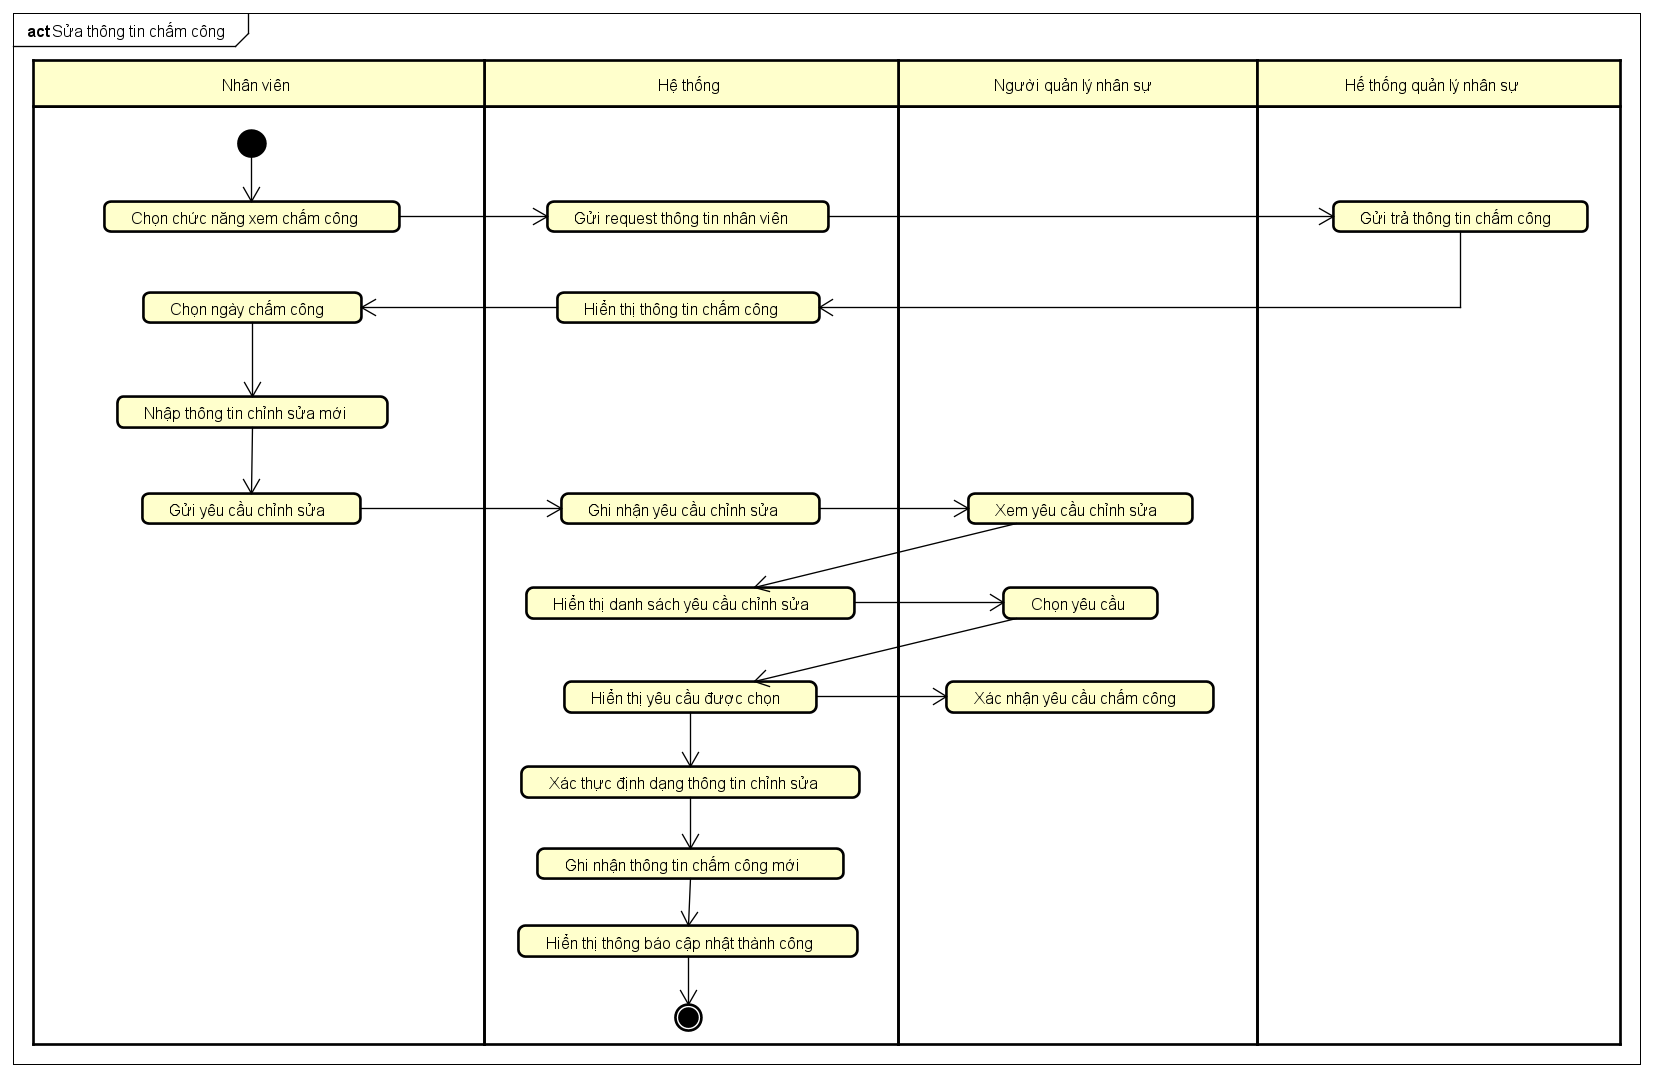 act Sửa thông tin chấm công
Nhân viên
Hệ thống
Người quản lý nhân sự
Hế thống quản lý nhân sự
Chọn chức năng xem chấm công
Gửi request thông tin nhân viên
Gửi trả thông tin chấm công
Chọn ngày chấm công
Hiển thị thông tin chấm công
Nhập thông tin chỉnh sửa mới
Gửi yêu cầu chỉnh sửa
Ghi nhận yêu cầu chỉnh sửa
Xem yêu cầu chỉnh sửa
Hiển thị danh sách yêu cầu chỉnh sửa
Chọn yêu cầu
Hiển thị yêu cầu được chọn
Xác nhận yêu cầu chấm công
Xác thực định dạng thông tin chỉnh sửa
Ghi nhận thông tin chấm công mới
Hiển thị thông báo cập nhật thành công